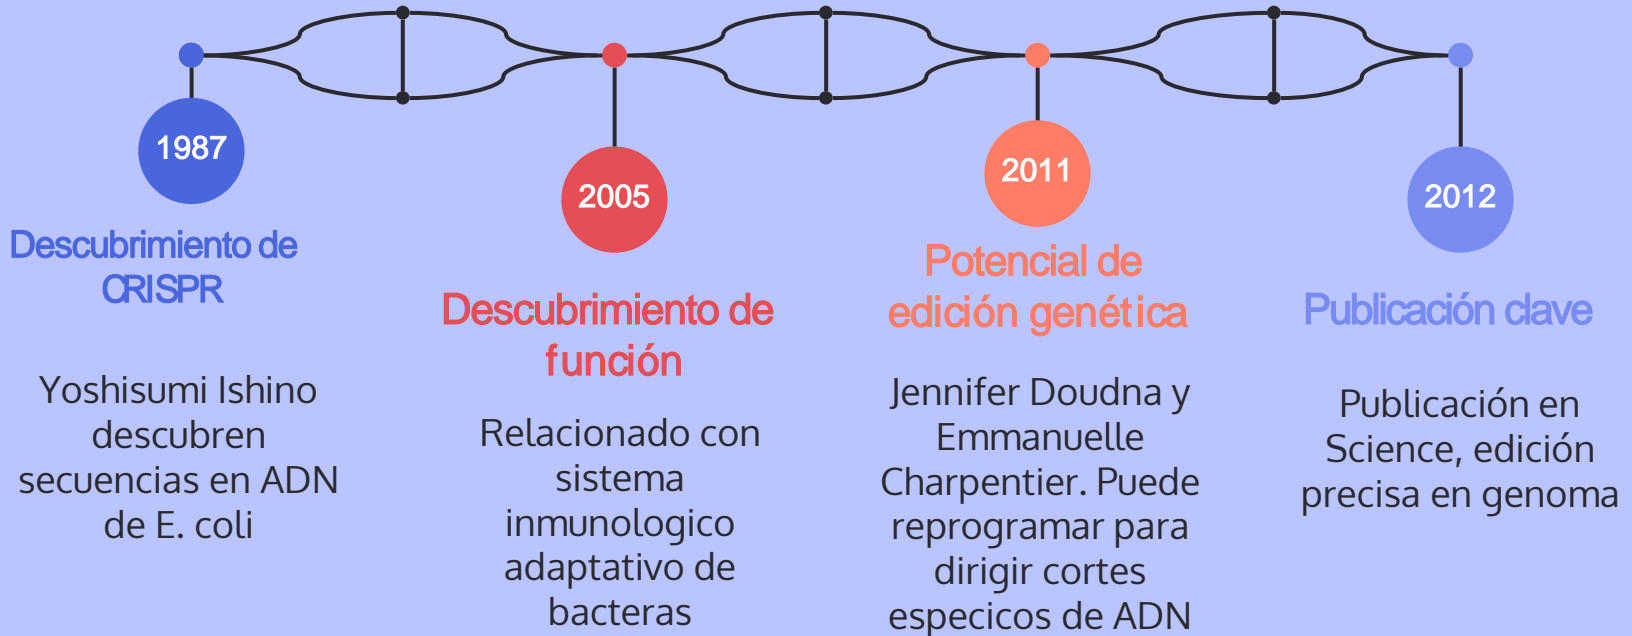 1987
Descubrimiento de
CRISPR
Yoshisumi Ishino
descubren
secuencias en ADN
de E. coli
2005
Descubrimiento de
función
Relacionado con
sistema
inmunologico
adaptativo de
bacteras
2011
Potencial de
edición genética
Jennifer Doudna y
Emmanuelle
Charpentier. Puede
reprogramar para
dirigir cortes
especicos de ADN
2012
Publicación clave
Publicación en
Science, edición
precisa en genoma